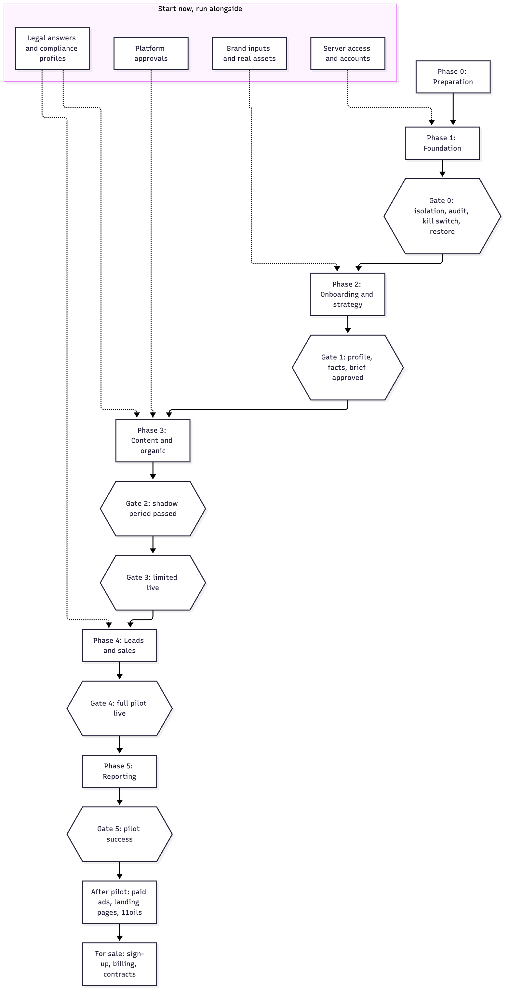 Start now, run alongside
Legal answers
and compliance
profiles
Platform
approvals
Brand inputs
and real assets
Server access
and accounts
Phase 0:
Preparation
Phase 1:
Foundation
Gate 0:
isolation, audit,
kill switch,
restore
Phase 2:
Onboarding and
strategy
Gate 1: profile,
facts, brief
approved
Phase 3:
Content and
organic
Gate 2: shadow
period passed
Gate 3: limited
live
Phase 4: Leads
and sales
Gate 4: full pilot
live
Phase 5:
Reporting
Gate 5: pilot
success
After pilot: paid
ads, landing
pages, 11oils
For sale: sign-
up, billing,
contracts